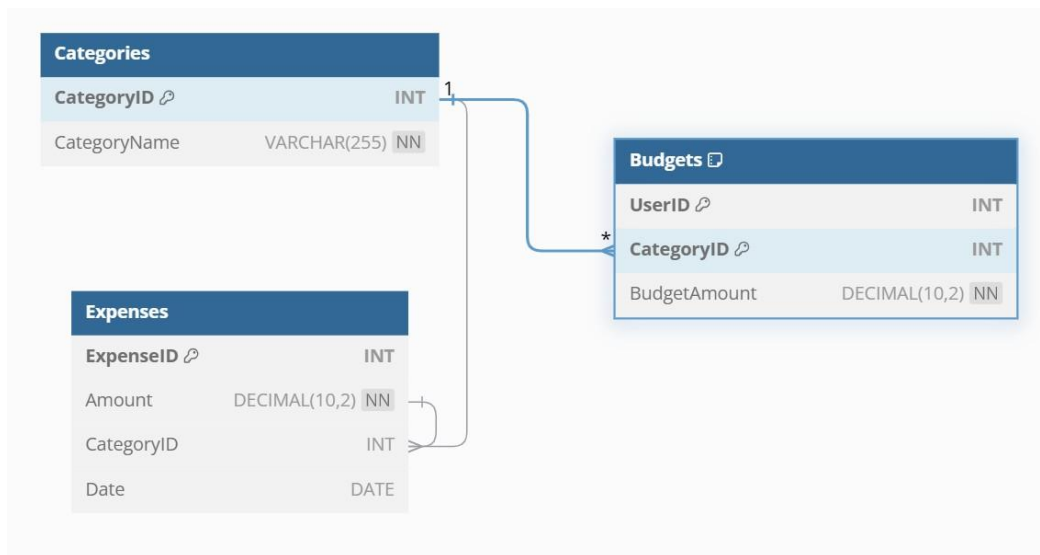 Categories
CategoryID INT
CategoryName VARCHAR(255) NN
1
Budgets
UserID INT
* CategoryID INT
BudgetAmount DECIMAL(10,2) NN
Expenses
ExpenseID INT
Amount DECIMAL(10,2) NN
CategoryID INT
Date DATE